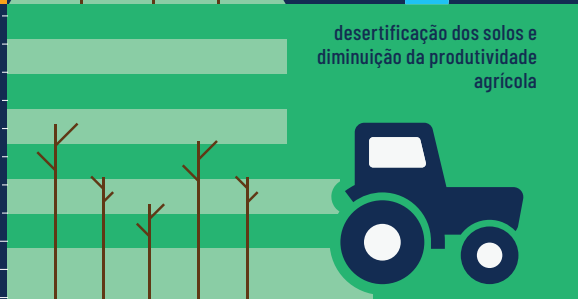 desertificação dos solos e
diminuição da produtividade
agrícola